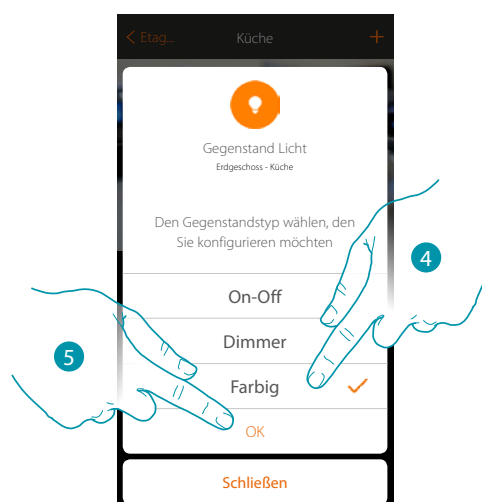 < Etag... Küche +
Gegenstand Licht
Erdgeschoss - Küche
Den Gegenstandstyp wählen, den
Sie konfigurieren möchten
On-Off
4
Dimmer
5
Farbig
OK
Schließen